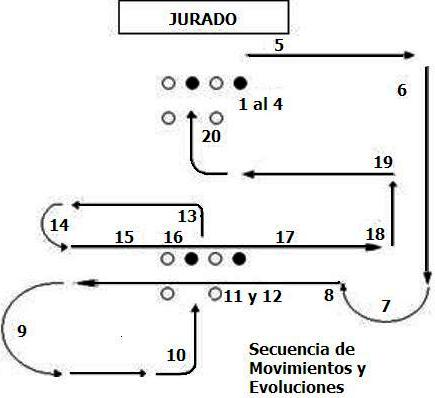 JURADO
5
6
1 al 4
20
19
13
14
15 16 17 18
11 y 12 8 7
9
10
Secuencia de
Movimientos y
Evoluciones